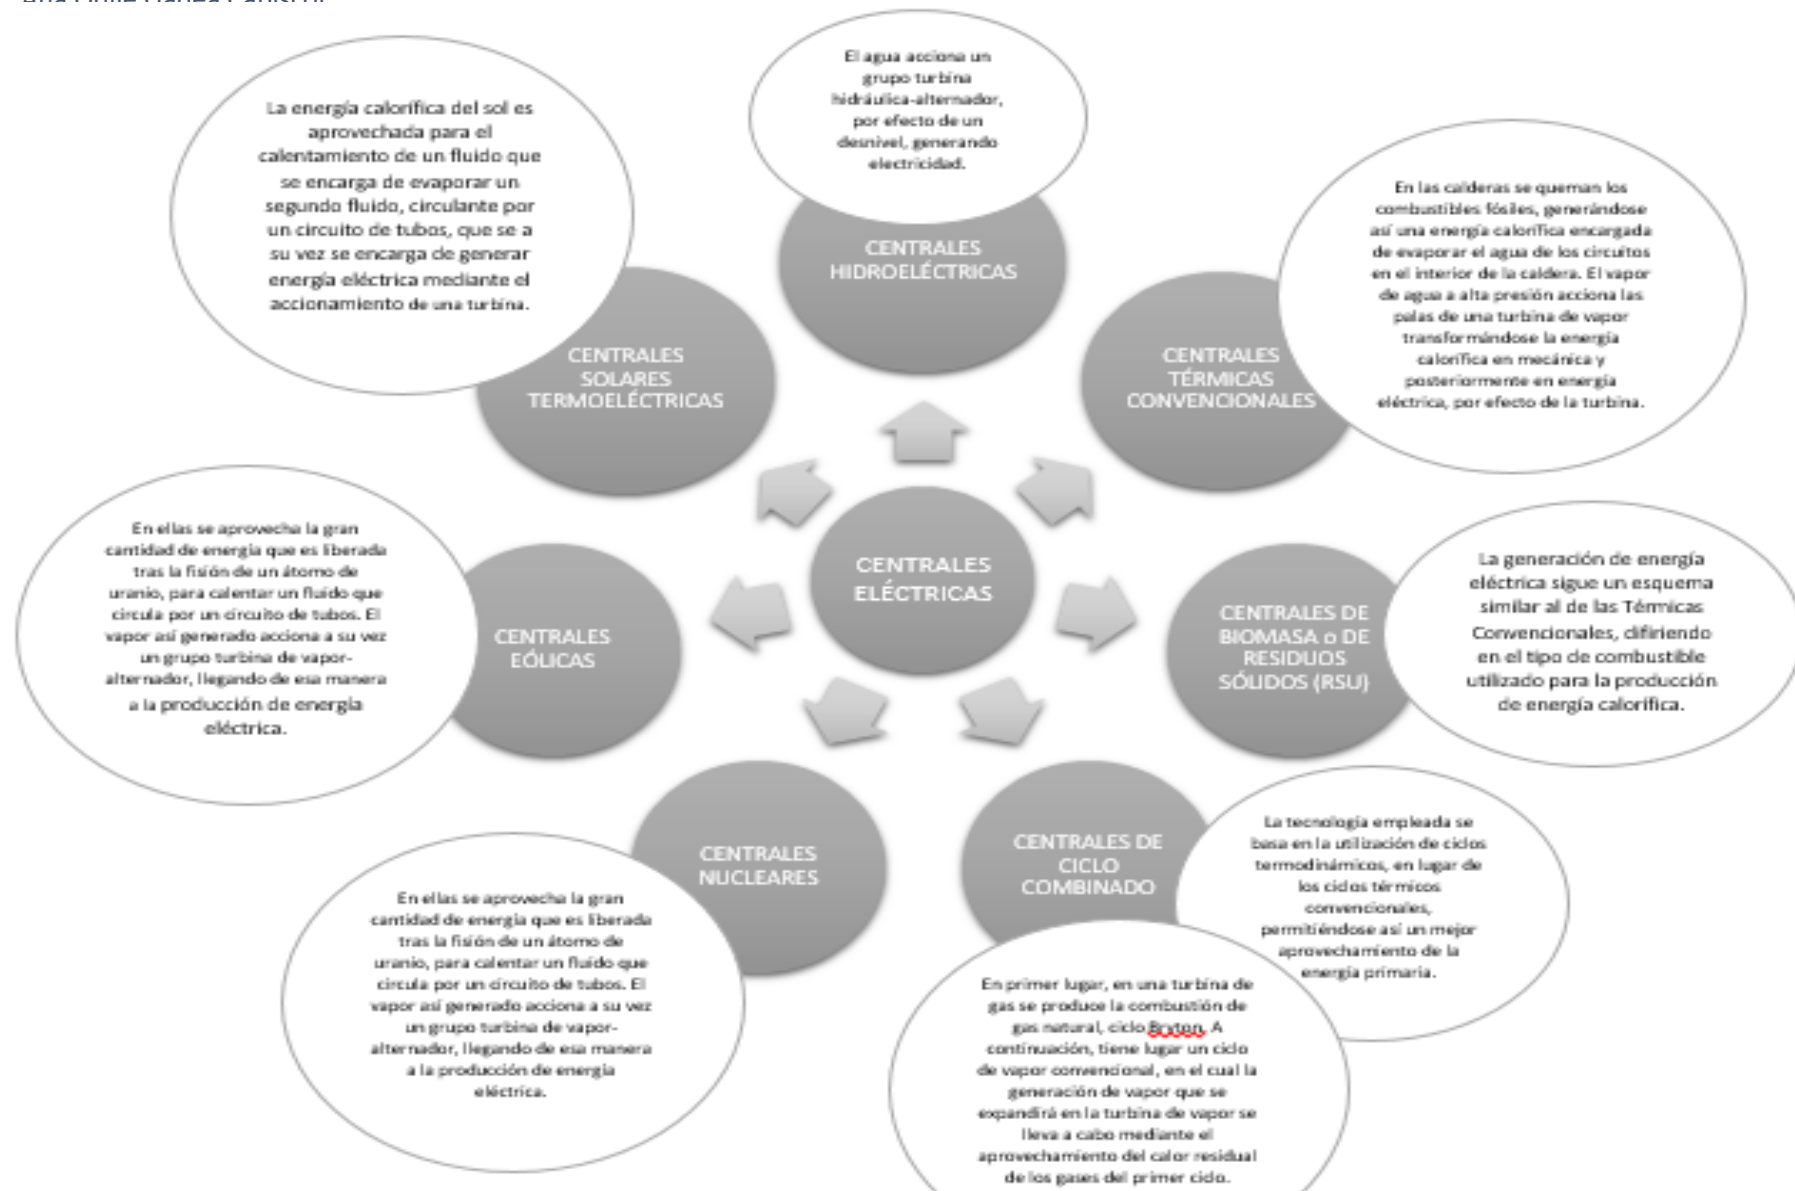 CENTRALES
ELÉCTRICAS
El agua acciona un
grupo turbina
hidráulica-alternador,
por efecto de un
desnivel, generando
electricidad.
CENTRALES
HIDROELÉCTRICAS
En las calderas se queman los
combustibles fósiles, generándose
así una energía calorífica encargada
de evaporar el agua de los circuitos
en el interior de la caldera. El vapor
de agua a alta presión acciona las
palas de una turbina de vapor
transformándose la energía
calorífica en mecánica y
posteriormente en energía
eléctrica, por efecto de la turbina.
CENTRALES
TÉRMICAS
CONVENCIONALES
La generación de energía
eléctrica sigue un esquema
similar al de las Térmicas
Convencionales, difiriendo
en el tipo de combustible
utilizado para la producción
de energía calorífica.
CENTRALES DE
BIOMASA o DE
RESIDUOS
SÓLIDOS (RSU)
La tecnología empleada se
basa en la utilización de ciclos
termodinámicos, en lugar de
los ciclos térmicos
convencionales,
permitiéndose así un mejor
aprovechamiento de la
energía primaria.
CENTRALES DE
CICLO
COMBINADO
En primer lugar, en una turbina de
gas se produce la combustión de
gas natural, ciclo Bryton. A
continuación, tiene lugar un ciclo
de vapor convencional, en el cual la
generación de vapor que se
expandirá en la turbina de vapor se
lleva a cabo mediante el
aprovechamiento del calor residual
de los gases del primer ciclo.
CENTRALES
NUCLEARES
En ellas se aprovecha la gran
cantidad de energía que es liberada
tras la fisión de un átomo de
uranio, para calentar un fluido que
circula por un circuito de tubos. El
vapor así generado acciona a su vez
un grupo turbina de vapor-
alternador, llegando de esa manera
a la producción de energía
eléctrica.
CENTRALES
EÓLICAS
En ellas se aprovecha la gran
cantidad de energía que es liberada
tras la fisión de un átomo de
uranio, para calentar un fluido que
circula por un circuito de tubos. El
vapor así generado acciona a su vez
un grupo turbina de vapor-
alternador, llegando de esa manera
a la producción de energía
eléctrica.
CENTRALES
SOLARES
TERMOELÉCTRICAS
La energía calorífica del sol es
aprovechada para el
calentamiento de un fluido que
se encarga de evaporar un
segundo fluido, circulante por
un circuito de tubos, que se a
su vez se encarga de generar
energía eléctrica mediante el
accionamiento de una turbina.